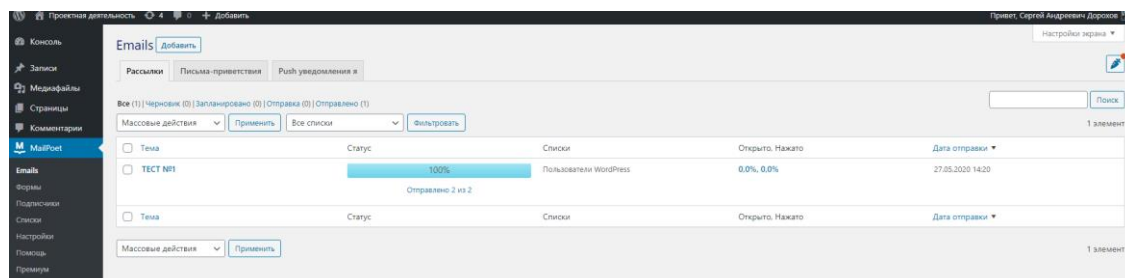 Проектная деятельность 4 0 + Добавить
Привет, Сергей Андреевич Дорохов
Консоль
Записи
Медиафайлы
Страницы
Комментарии
MailPoet
Emails
Формы
Подписчики
Списки
Настройки
Помощь
Премиум
Настройки экрана ▼
Emails Добавить
Рассылки Письма-приветствия Push уведомления я
Все (1) | Черновик (0) | Запланировано (0) | Отправка (0) | Отправлено (1)
Поиск
Массовые действия Применить Все списки Фильтровать
1 элемент
Тема Статус Списки Открыто, Нажато Дата отправки ▼
ТЕСТ №1 100% Пользователи WordPress 0.0%, 0.0% 27.05.2020 14:20
Отправлено 2 из 2
Тема Статус Списки Открыто, Нажато Дата отправки ▼
Массовые действия Применить
1 элемент